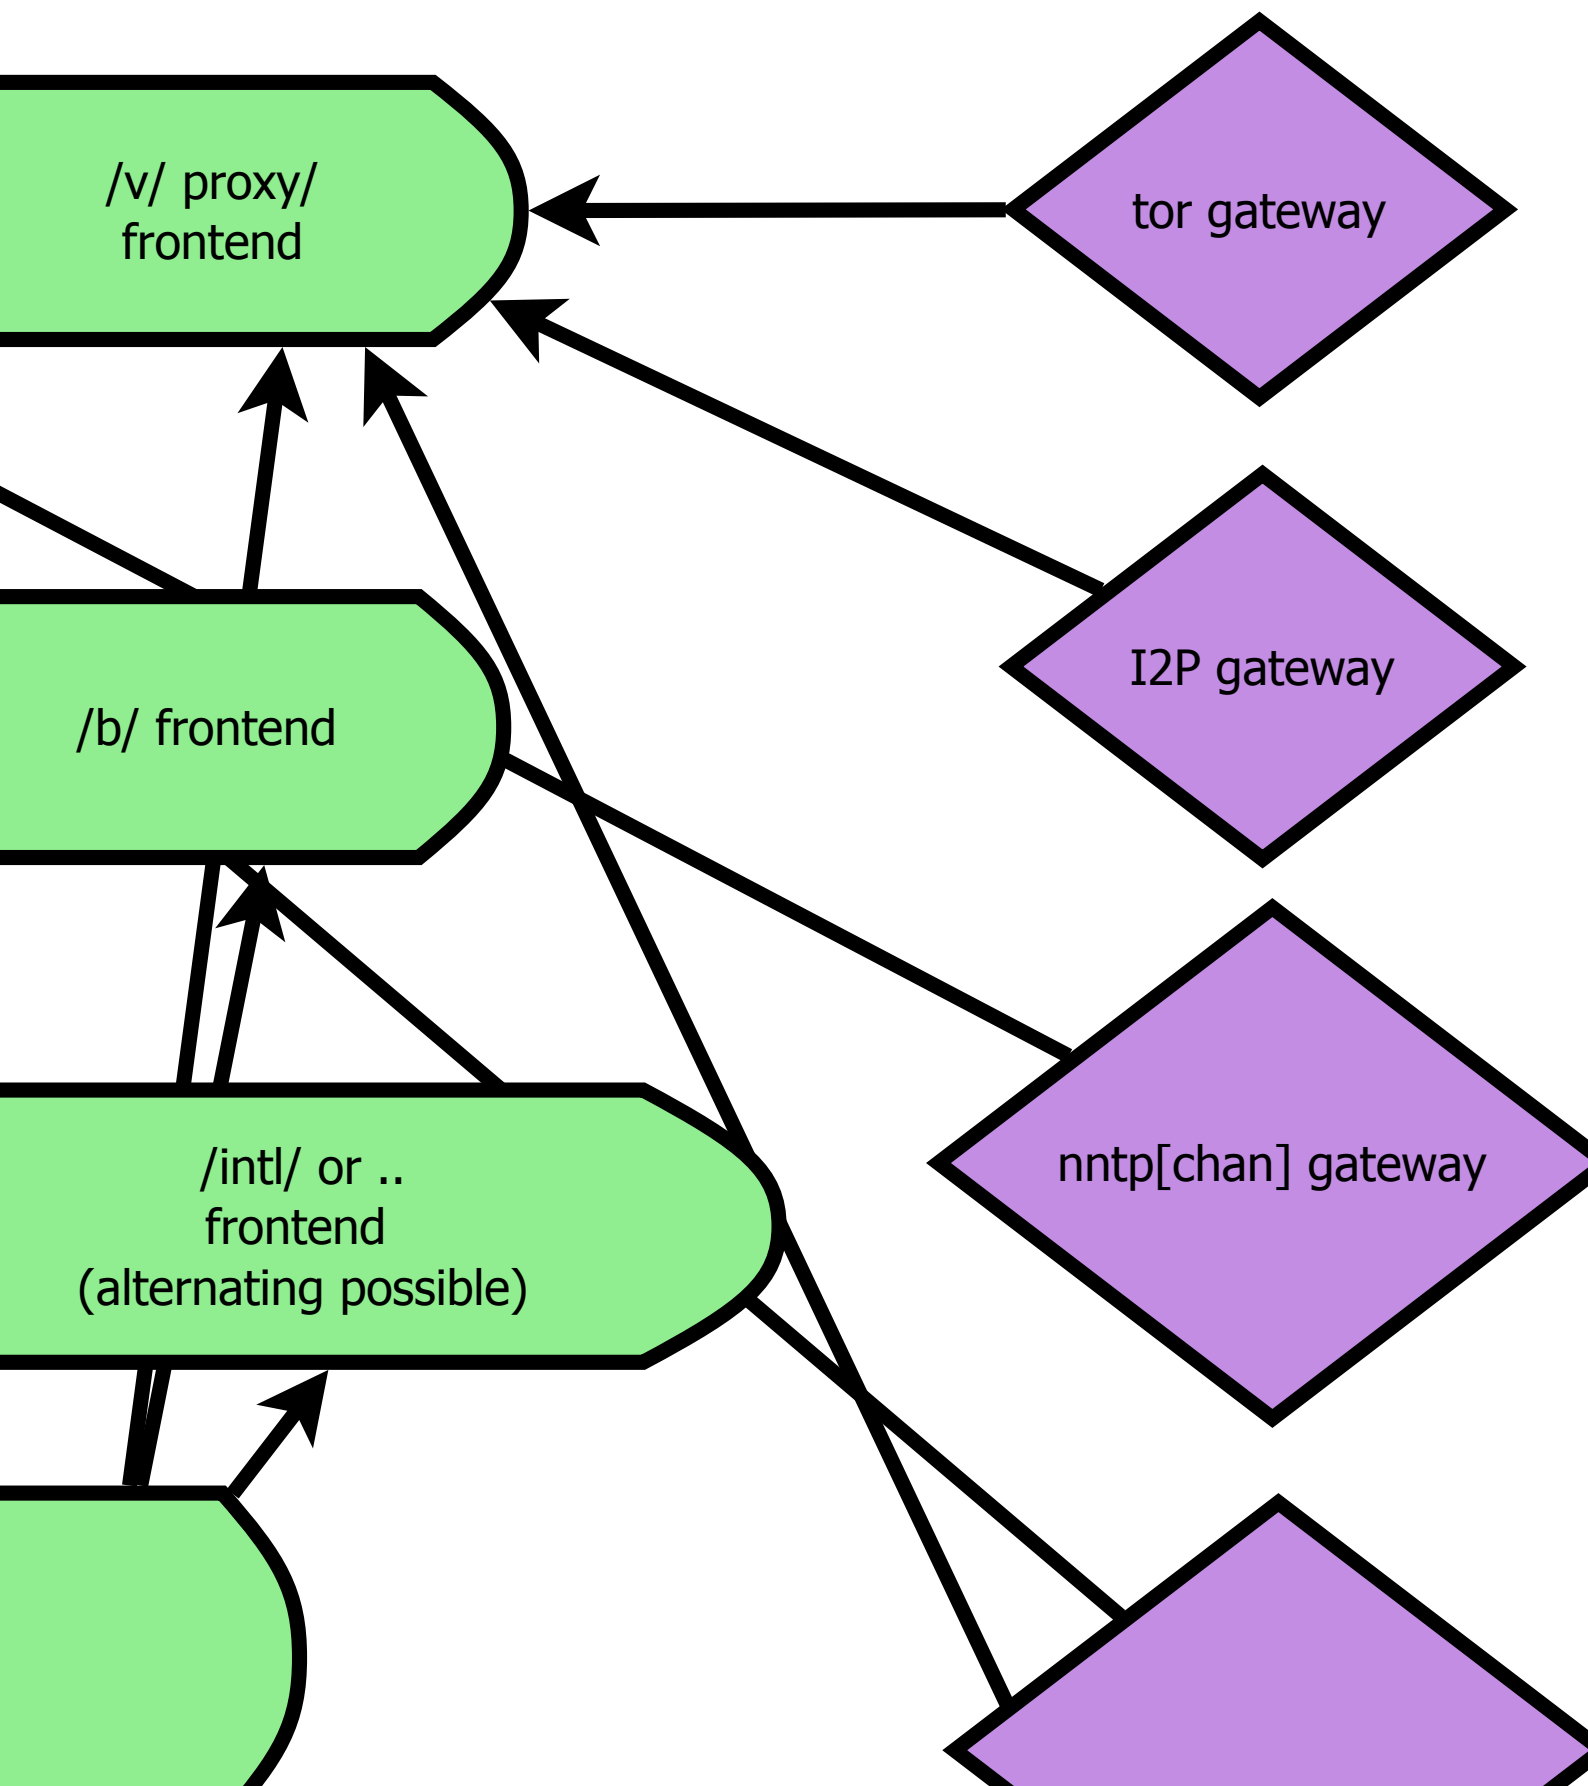 /v/ proxy/
frontend
tor gateway
I2P gateway
/b/ frontend
nntp[chan] gateway
/intl/ or ..
frontend
(alternating possible)